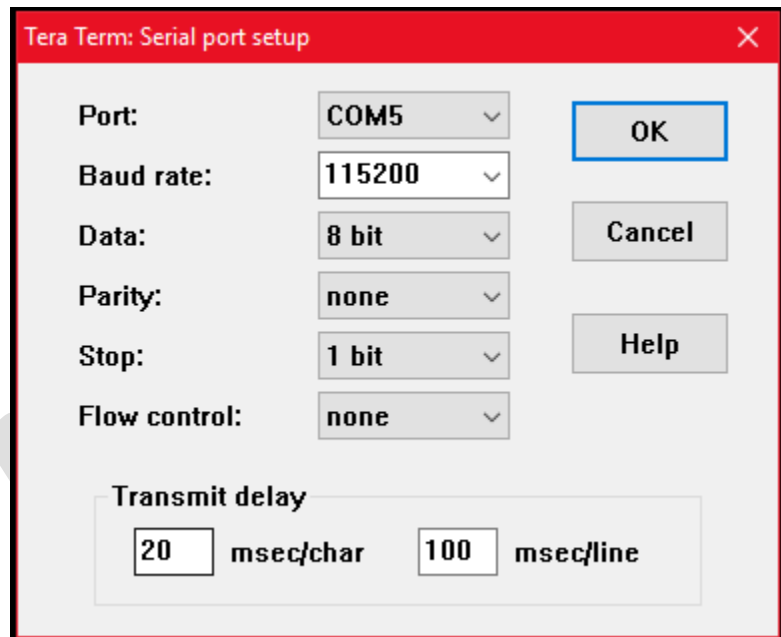 Tera Term: Serial port setup
Port: COM5 OK
Baud rate: 115200
Data: 8 bit Cancel
Parity: none
Stop: 1 bit Help
Flow control: none
Transmit delay
20 msec/char 100 msec/line